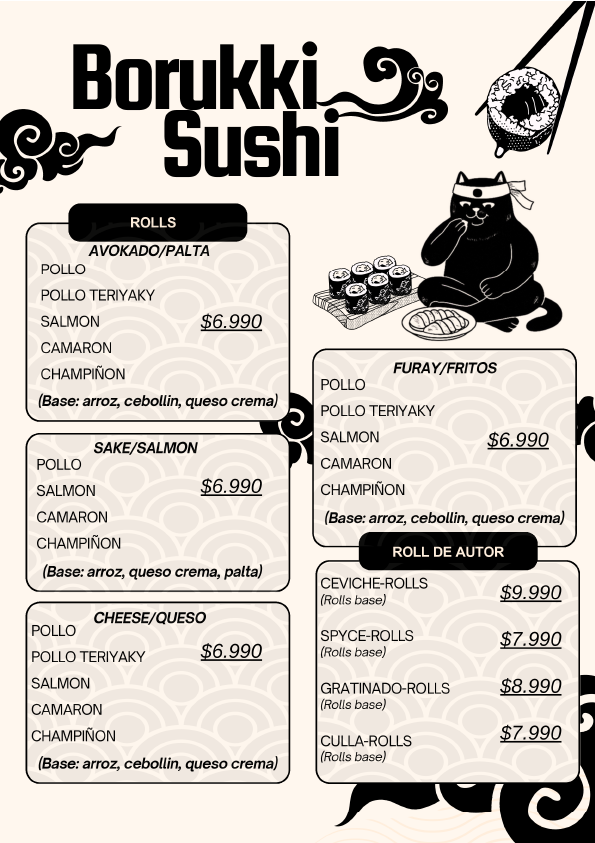 Borukki
Sushi
ROLLS
AVOKADO/PALTA
POLLO
POLLO TERIYAKY
SALMON
$6.990
CAMARON
CHAMPIÑON
(Base: arroz, cebollin, queso crema)
SAKE/SALMON
POLLO
SALMON
$6.990
CAMARON
CHAMPIÑON
(Base: arroz, queso crema, palta)
CHEESE/QUESO
POLLO
POLLO TERIYAKY
$6.990
SALMON
CAMARON
CHAMPIÑON
(Base: arroz, cebollin, queso crema)
FURAY/FRITOS
POLLO
POLLO TERIYAKY
SALMON
$6.990
CAMARON
CHAMPIÑON
(Base: arroz, cebollin, queso crema)
ROLL DE AUTOR
CEVICHE-ROLLS
$9.990
(Rolls base)
SPYCE-ROLLS
$7.990
(Rolls base)
GRATINADO-ROLLS
$8.990
(Rolls base)
CULLA-ROLLS
$7.990
(Rolls base)